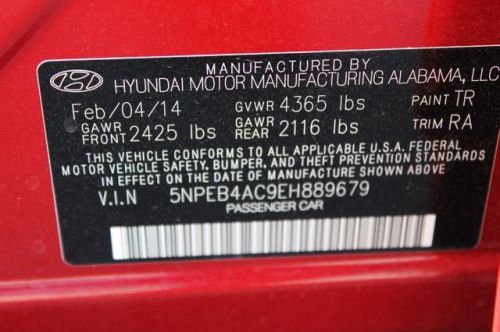 MANUFACTURED BY
HYUNDAI MOTOR MANUFACTURING ALABAMA, LLC
Feb/04/14 GVWR 4365 lbs PAINT TR
GAWR FRONT 2425 lbs GAWR REAR 2116 lbs TRIM RA
THIS VEHICLE CONFORMS TO ALL APPLICABLE U.S.A. FEDERAL
MOTOR VEHICLE SAFETY, BUMPER, AND THEFT PREVENTION STANDARDS
IN EFFECT ON THE DATE OF MANUFACTURE SHOWN ABOVE.
V.I.N 5NPEB4AC9EH889679
PASSENGER CAR